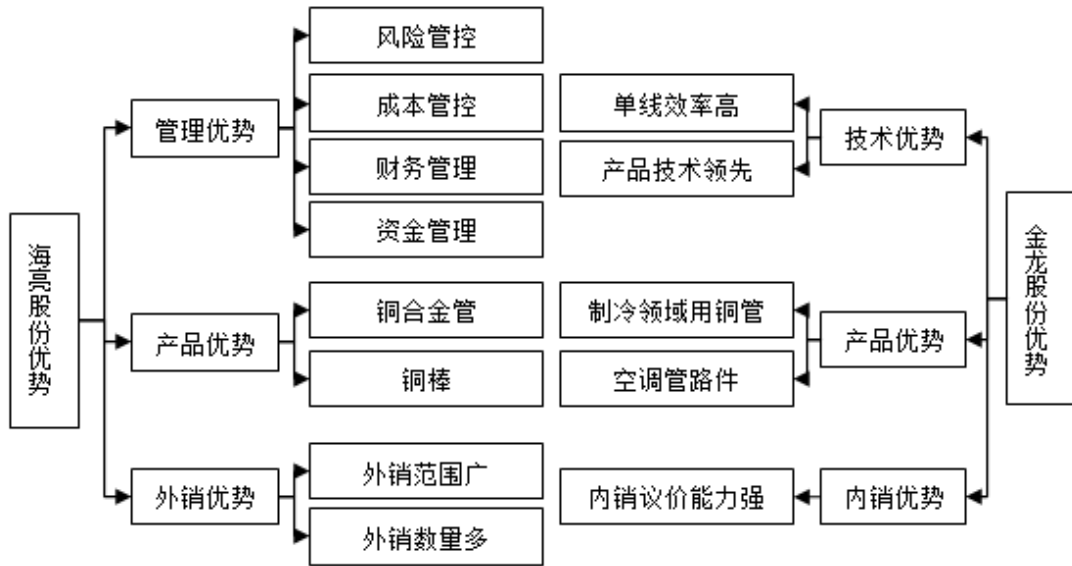 海亮股份优势
管理优势
风险管控
成本管控
财务管理
资金管理
产品优势
铜合金管
铜棒
外销优势
外销范围广
外销数量多
单线效率高
产品技术领先
技术优势
制冷领域用铜管
空调管路件
产品优势
内销议价能力强
内销优势
金龙股份优势